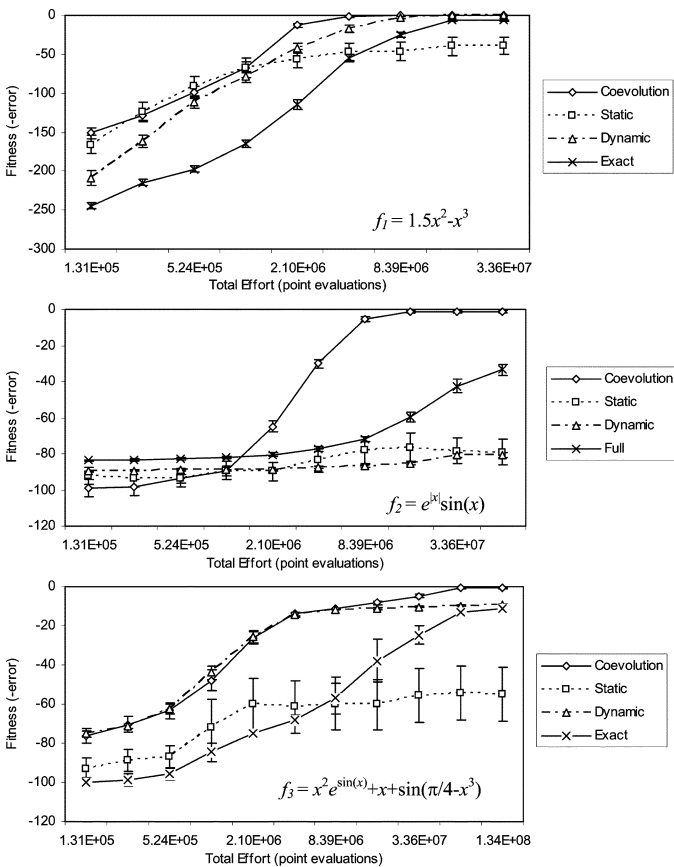 0
-50
-100
-150
-200
-250
-300
Fitness (-error)
f1 = 1.5x²-x³
1.31E+05 5.24E+05 2.10E+06 8.39E+06 3.36E+07
Total Effort (point evaluations)
Coevolution
Static
Dynamic
Exact
0
-20
-40
-60
-80
-100
-120
Fitness (-error)
f2 = e|x|sin(x)
1.31E+05 5.24E+05 2.10E+06 8.39E+06 3.36E+07
Total Effort (point evaluations)
Coevolution
Static
Dynamic
Full
0
-20
-40
-60
-80
-100
-120
Fitness (-error)
f3 = x²esin(x)+x+sin(π/4-x³)
1.31E+05 5.24E+05 2.10E+06 8.39E+06 3.36E+07 1.34E+08
Total Effort (point evaluations)
Coevolution
Static
Dynamic
Exact